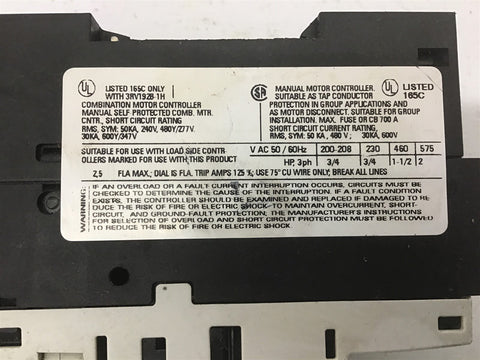 UL LISTED 165C ONLY
WITH 3RV1928-1H
COMBINATION MOTOR CONTROLLER
MANUAL SELF PROTECTED COMB. MTR.
CNTR., SHORT CIRCUIT RATING
RMS, SYM: 50KA, 240V, 480Y/277V.
30KA, 600Y/347V
SA MANUAL MOTOR CONTROLLER.
SUITABLE AS TAP CONDUCTOR
UL LISTED
165C
PROTECTION IN GROUP APPLICATIONS AND
AS MOTOR DISCONNECT. SUITABLE FOR GROUP
INSTALLATION. MAX. FUSE OR CB 700 A
SHORT CIRCUIT CURRENT RATING.
RMS, SYM: 50 KA, 480 V; 30KA, 600V
SUITABLE FOR USE WITH LOAD SIDE CONTR
OLLERS MARKED FOR USE WITH THIS PRODUCT
V AC 50 / 60Hz 200-208 230 460 575
HP, 3ph 3/4 3/4 1-1/2 2
2,5 FLA MAX.; DIAL IS FLA. TRIP AMPS 125 %; USE 75° CU WIRE ONLY; BREAK ALL LINES
WARNING:
IF AN OVERLOAD OR A FAULT CURRENT INTERRUPTION OCCURS, CIRCUITS MUST BE
CHECKED TO DETERMINE THE CAUSE OF THE INTERRUPTION. IF A FAULT CONDITION
EXISTS, THE CONTROLLER SHOULD BE EXAMINED AND REPLACED IF DAMAGED TO RE-
DUCE THE RISK OF FIRE OR ELECTRIC SHOCK-TO MAINTAIN OVERCURRENT, SHORT-
CIRCUIT, AND GROUND-FAULT PROTECTION; THE MANUFACTURER'S INSTRUCTIONS
FOR SELECTION OF OVERLOAD AND SHORT CIRCUIT PROTECTION MUST BE FOLLOWED
TO REDUCE THE RISK OF FIRE OR ELECTRIC SHOCK